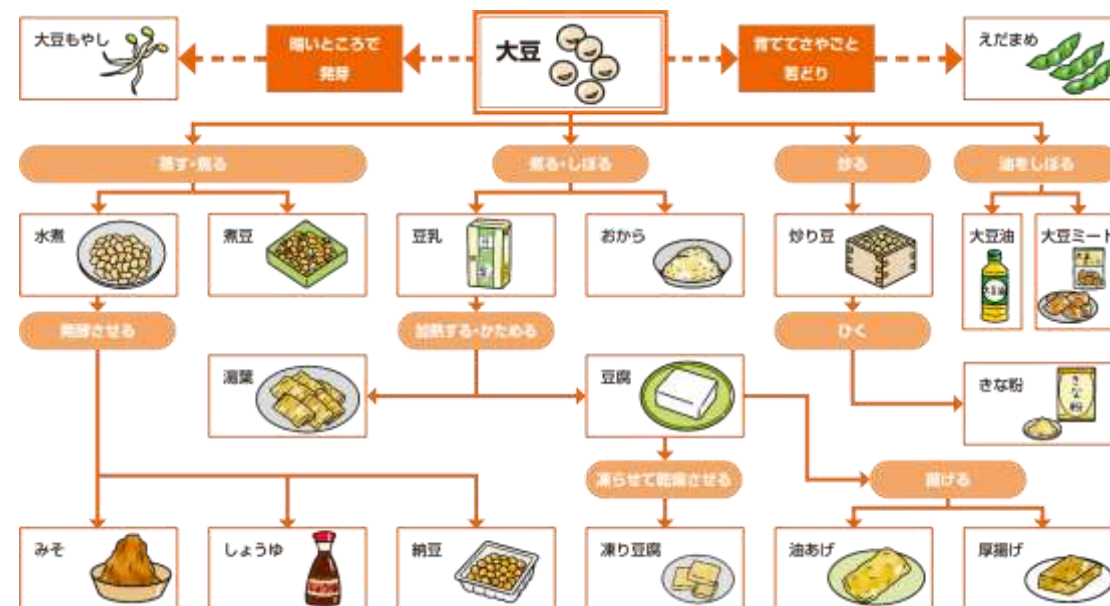 大豆もやし
暗いところで
発芽
大豆
育ててさやごと
若どり
えだまめ
蒸す・煮る
煮る・しぼる
炒る
油をしぼる
水煮
煮豆
豆乳
おから
炒り豆
大豆油
大豆ミート
発酵させる
加熱する・かためる
ひく
湯葉
豆腐
きな粉
きな粉
凍らせて乾燥させる
揚げる
みそ
しょうゆ
納豆
凍り豆腐
油あげ
厚揚げ